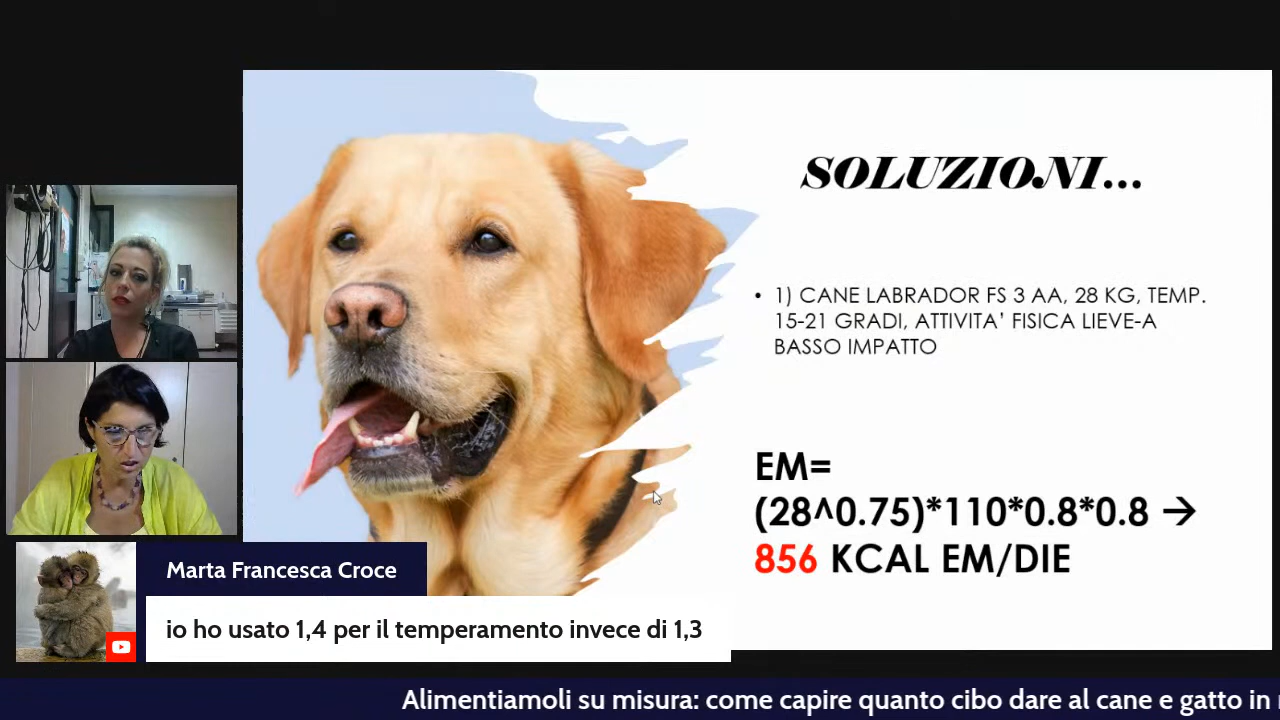 SOLUZIONI...
• 1) CANE LABRADOR FS 3 AA, 28 KG, TEMP.
15-21 GRADI, ATTIVITA' FISICA LIEVE-A
BASSO IMPATTO
EM=
(28^0.75)*110*0.8*0.8 →
856 KCAL EM/DIE
Marta Francesca Croce
io ho usato 1,4 per il temperamento invece di 1,3
Alimentiamoli su misura: come capire quanto cibo dare al cane e gatto in